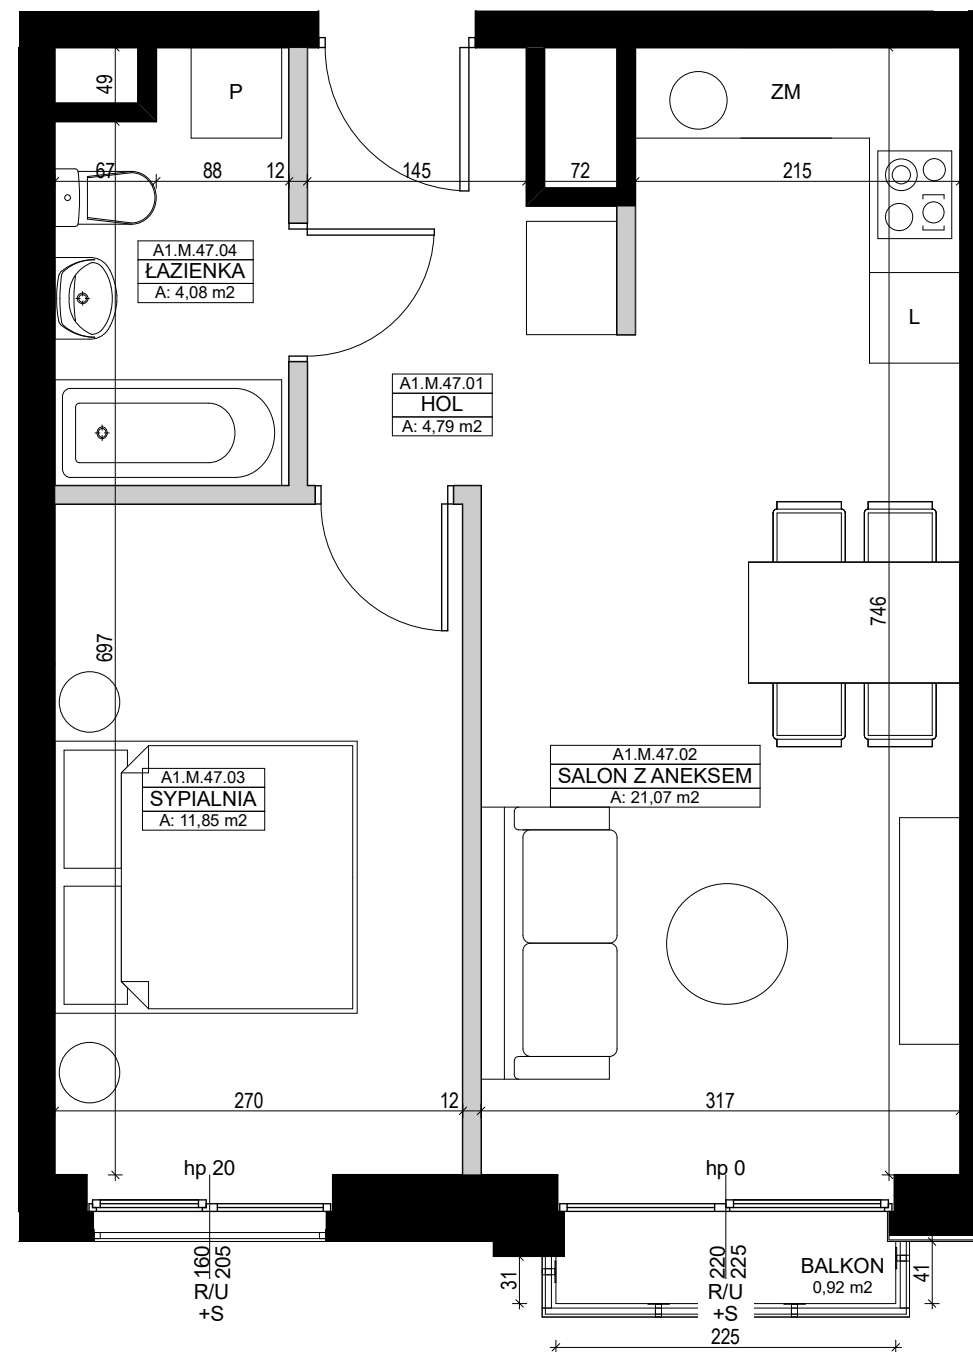 49
P
ZM
67
88
12
145
72
215
A1.M.47.04
ŁAZIENKA
A: 4,08 m2
L
A1.M.47.01
HOL
A: 4,79 m2
697
746
A1.M.47.02
SALON Z ANEKSEM
A: 21,07 m2
A1.M.47.03
SYPIALNIA
A: 11,85 m2
270
12
317
hp 20
hp 0
160
205
R/U
+S
220
225
R/U
+S
31
BALKON
0,92 m2
41
225